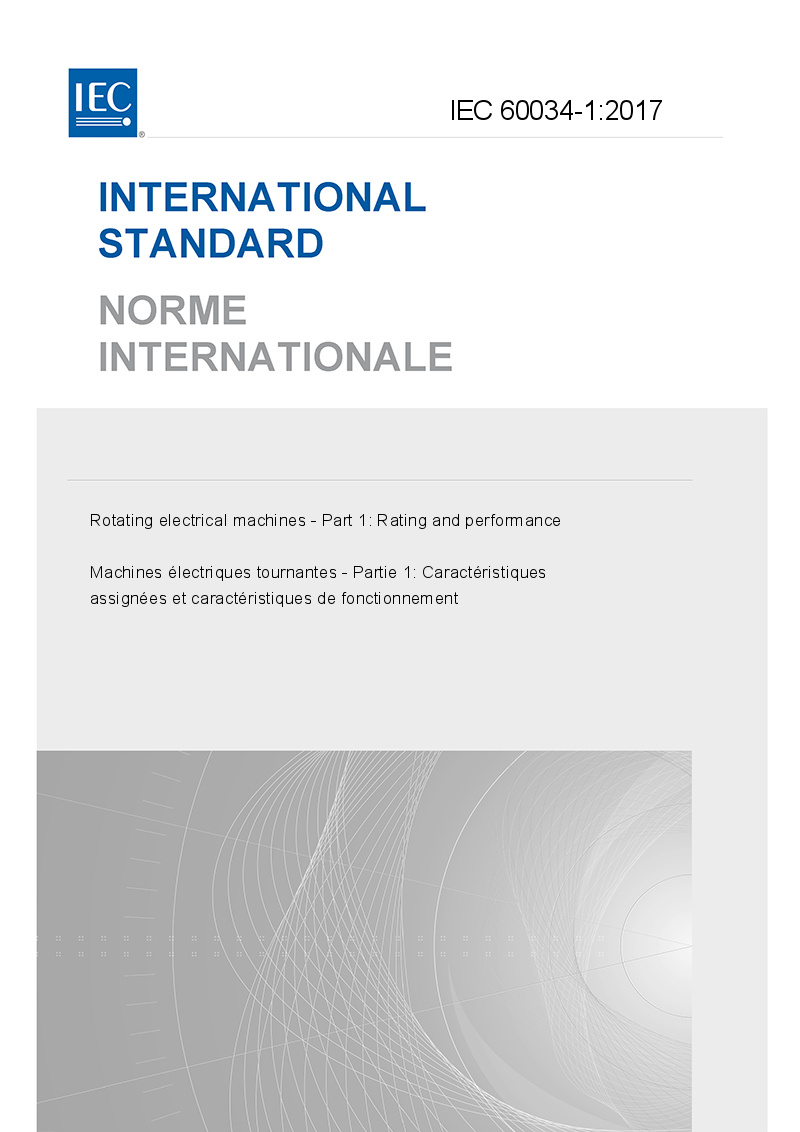 IEC
®
IEC 60034-1:2017
INTERNATIONAL
STANDARD
NORME
INTERNATIONALE
Rotating electrical machines - Part 1: Rating and performance
Machines électriques tournantes - Partie 1: Caractéristiques
assignées et caractéristiques de fonctionnement